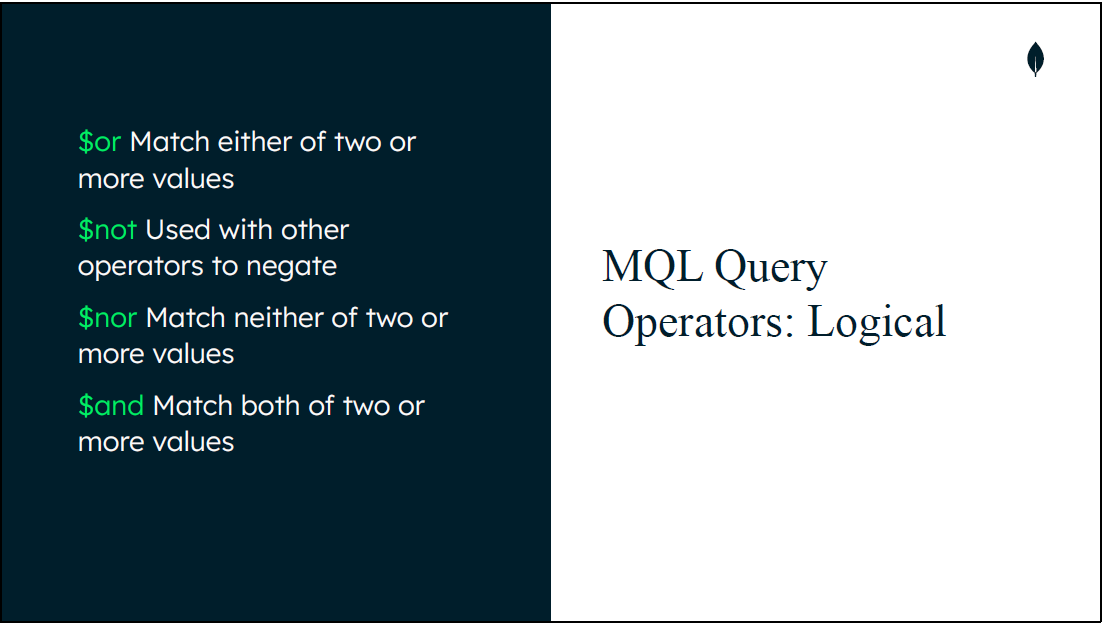 $or Match either of two or
more values
$not Used with other
operators to negate
$nor Match neither of two or
more values
$and Match both of two or
more values
MQL Query
Operators: Logical